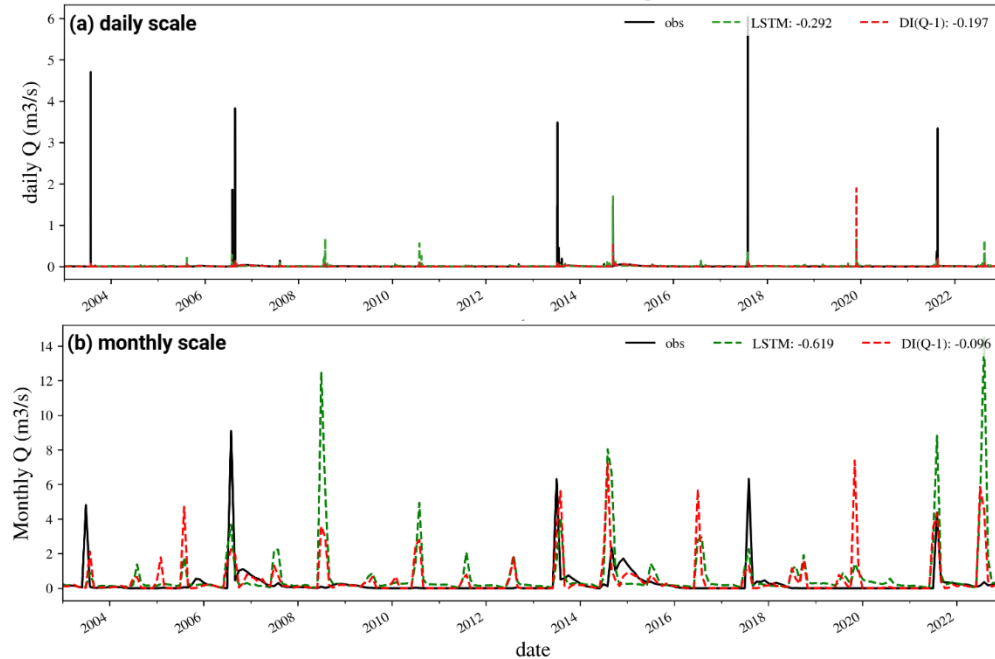 (a) daily scale
obs LSTM: -0.292 DI(Q-1): -0.197
daily Q (m3/s)
6
5
4
3
2
1
0
2004 2006 2008 2010 2012 2014 2016 2018 2020 2022
(b) monthly scale
obs LSTM: -0.619 DI(Q-1): -0.096
Monthly Q (m3/s)
14
12
10
8
6
4
2
0
2004 2006 2008 2010 2012 2014 2016 2018 2020 2022
date